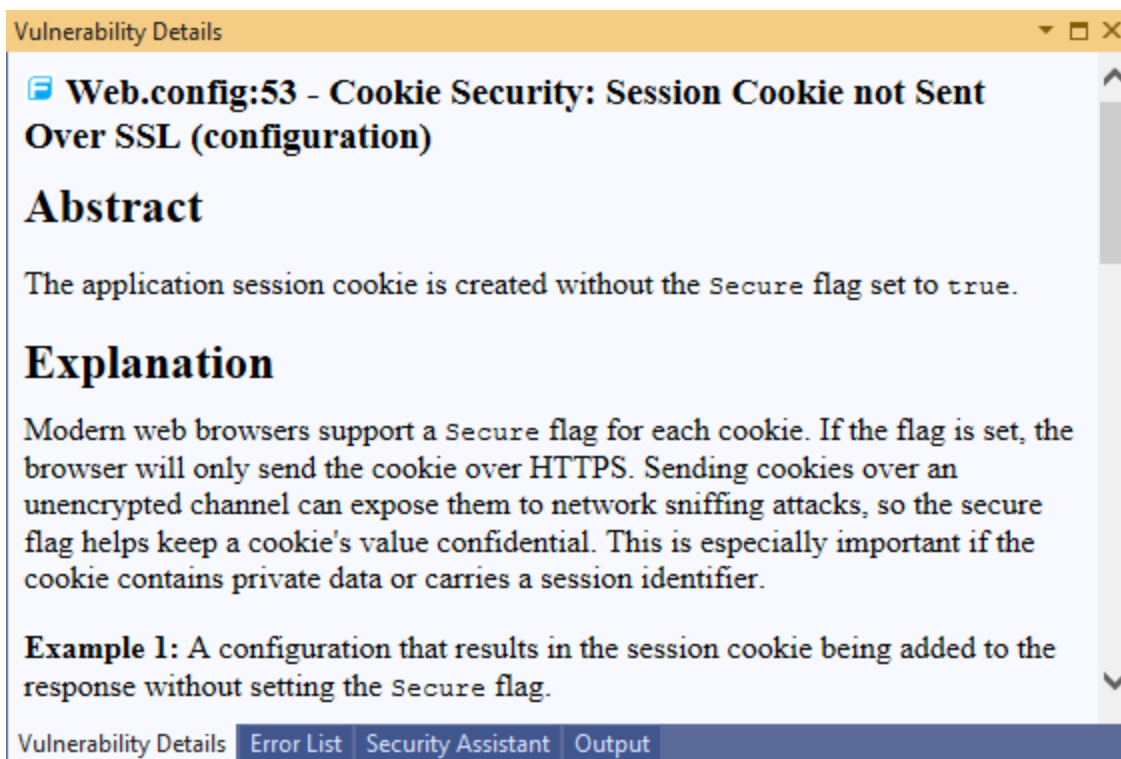 Vulnerability Details
Web.config:53 - Cookie Security: Session Cookie not Sent
Over SSL (configuration)
Abstract
The application session cookie is created without the Secure flag set to true.
Explanation
Modern web browsers support a Secure flag for each cookie. If the flag is set, the
browser will only send the cookie over HTTPS. Sending cookies over an
unencrypted channel can expose them to network sniffing attacks, so the secure
flag helps keep a cookie's value confidential. This is especially important if the
cookie contains private data or carries a session identifier.
Example 1: A configuration that results in the session cookie being added to the
response without setting the Secure flag.
Vulnerability Details Error List Security Assistant Output